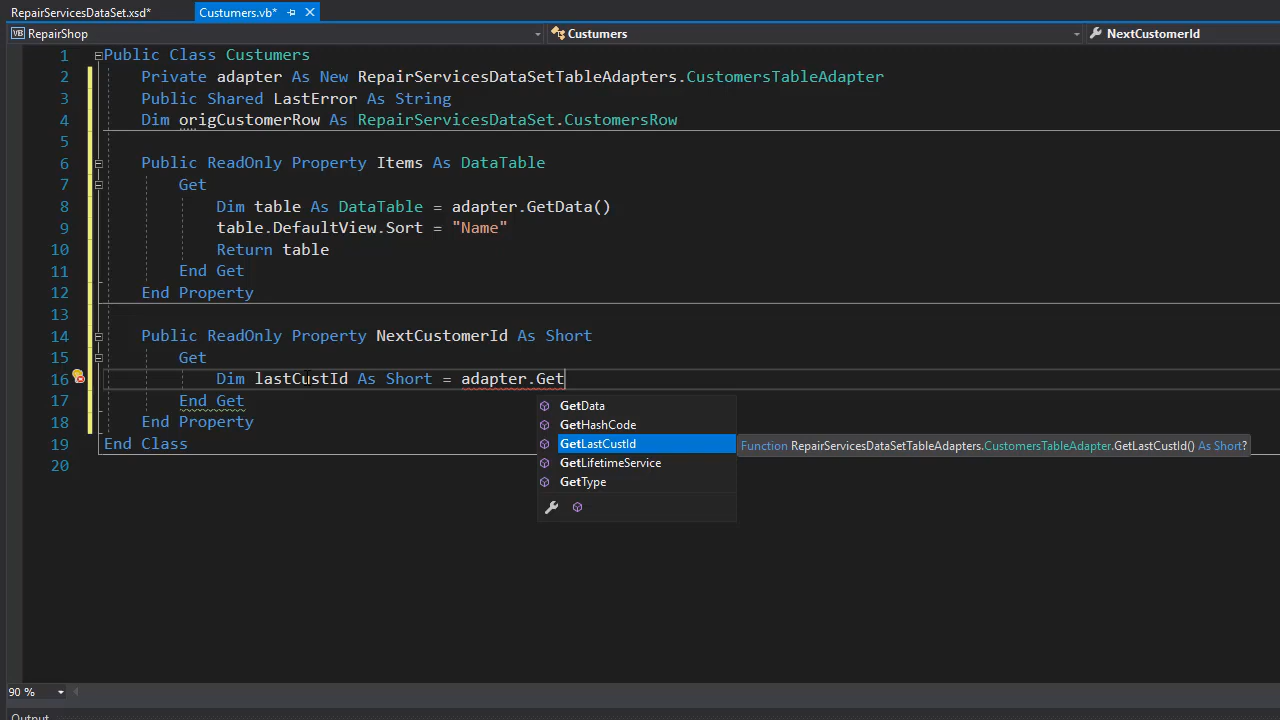 RepairServicesDataSet.xsd*
Custumers.vb*
VB RepairShop
Custumers
NextCustomerId
1 Public Class Custumers
2 Private adapter As New RepairServicesDataSetTableAdapters.CustomersTableAdapter
3 Public Shared LastError As String
4 Dim origCustomerRow As RepairServicesDataSet.CustomersRow
5
6 Public ReadOnly Property Items As DataTable
7 Get
8 Dim table As DataTable = adapter.GetData()
9 table.DefaultView.Sort = "Name"
10 Return table
11 End Get
12 End Property
13
14 Public ReadOnly Property NextCustomerId As Short
15 Get
16 Dim lastCustId As Short = adapter.Get
17 End Get
18 End Property
19 End Class
20
GetData
GetHashCode
GetLastCustId
GetLifetimeService
GetType
Function RepairServicesDataSetTableAdapters.CustomersTableAdapter.GetLastCustId() As Short?
90 %
Output